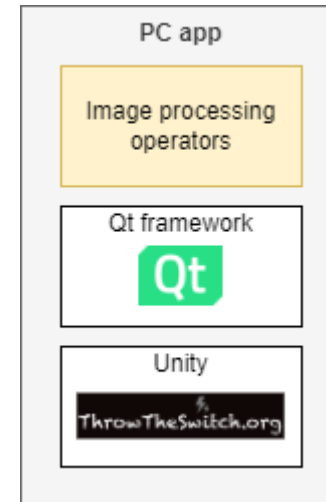 PC app
Image processing
operators
Qt framework
Qt
Unity
ThrowTheSwitch.org